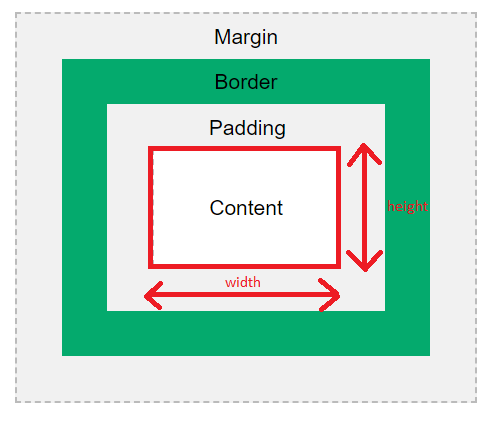 Margin
Border
Padding
Content
height
width